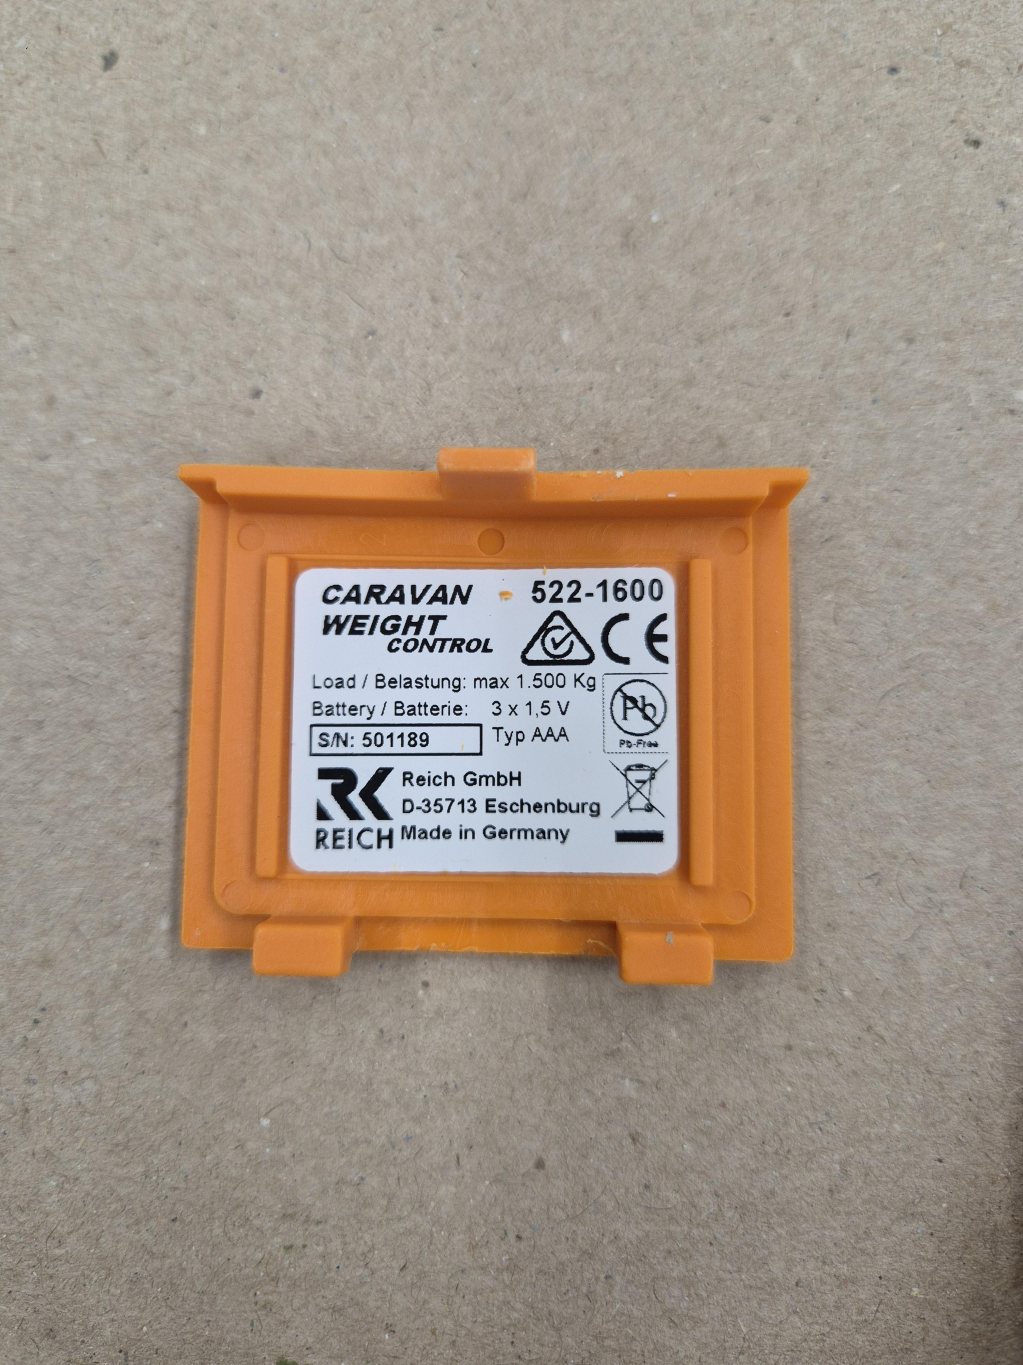 CARAVAN 522-1600
WEIGHT
CONTROL
CE
Load / Belastung: max 1.500 Kg
Battery / Batterie: 3 x 1,5 V
Typ AAA
S/N: 501189
Pb
Pb-Free
RK
REICH
Reich GmbH
D-35713 Eschenburg
Made in Germany